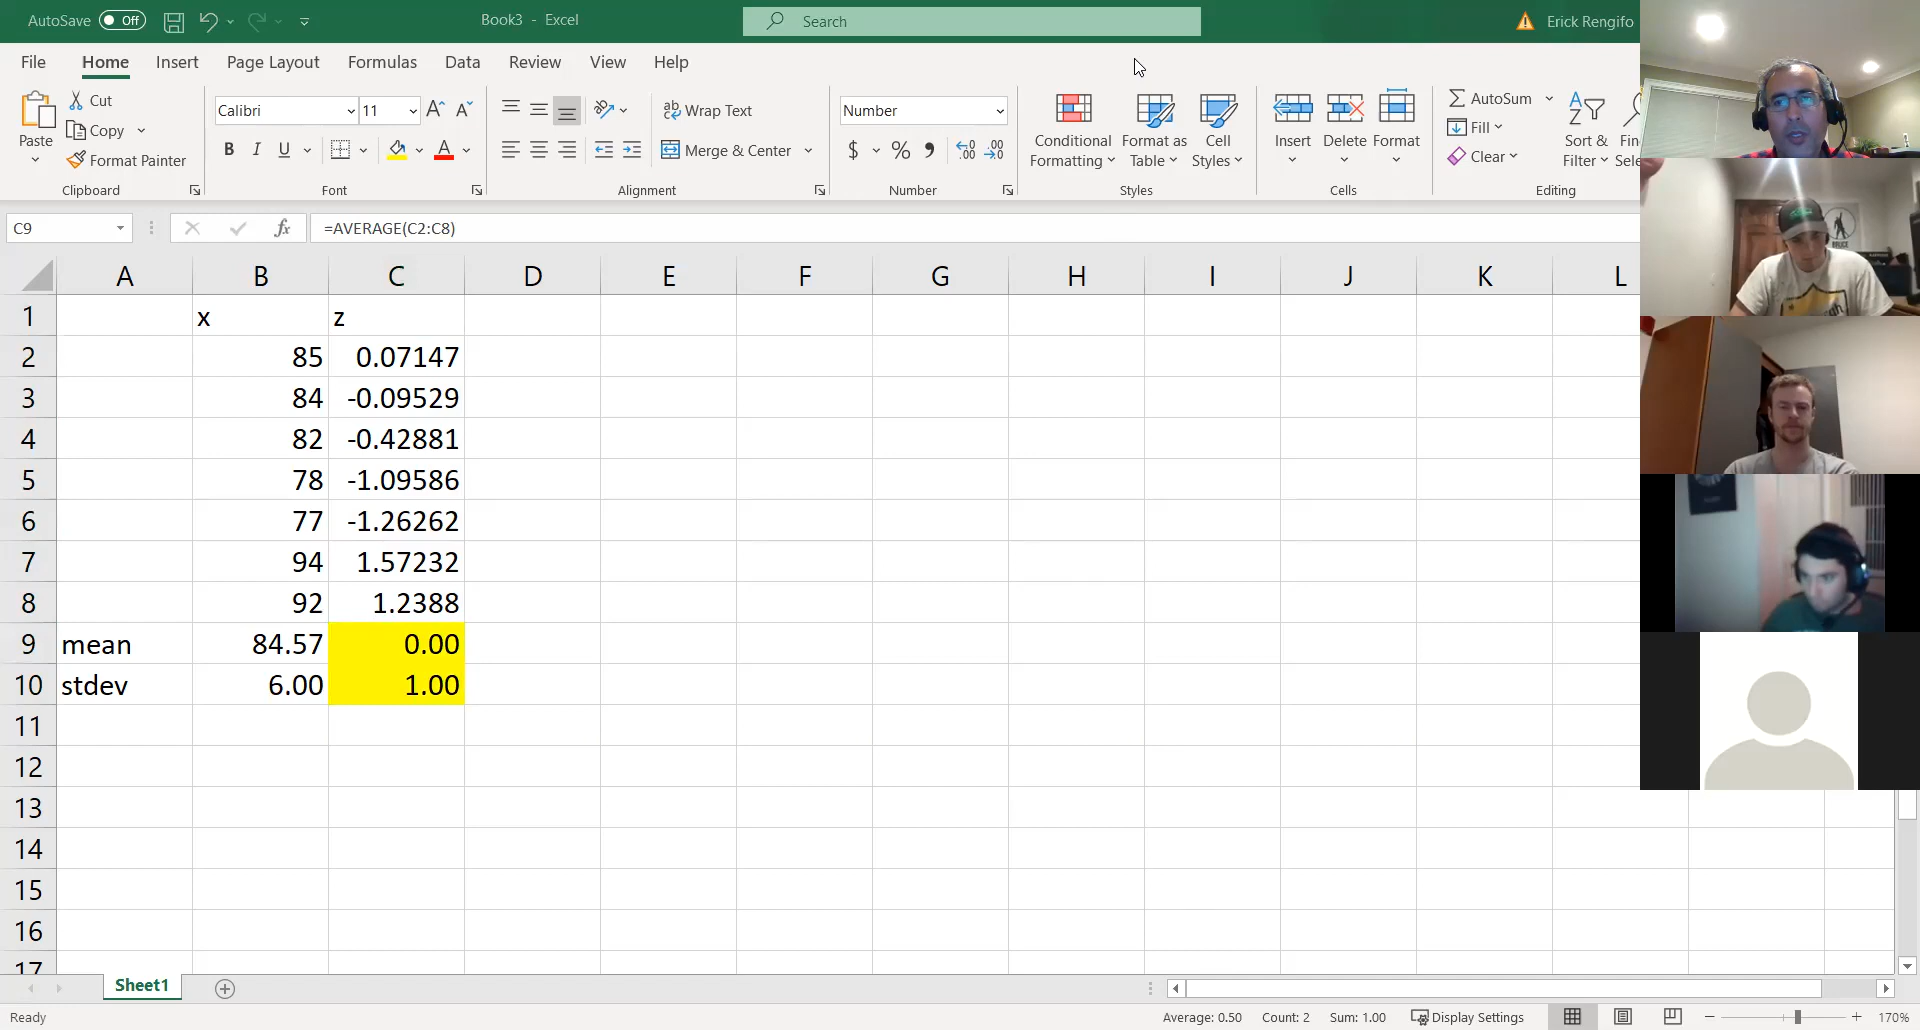 AutoSave Off Book3 - Excel Search Erick Rengifo
File Home Insert Page Layout Formulas Data Review View Help
Paste Cut Copy Format Painter Clipboard
Calibri 11 B I U A Font
ab Wrap Text Merge & Center Alignment
Number $ % Number
Conditional Formatting Format as Table Cell Styles Styles
Insert Delete Format Cells
AutoSum Fill Clear Sort & Filter Editing
C9 fx =AVERAGE(C2:C8)
A B C D E F G H I J K L
1 x z
2 85 0.07147
3 84 -0.09529
4 82 -0.42881
5 78 -1.09586
6 77 -1.26262
7 94 1.57232
8 92 1.2388
9 mean 84.57 0.00
10 stdev 6.00 1.00
11
12
13
14
15
16
17
Sheet1
Ready Average: 0.50 Count: 2 Sum: 1.00 Display Settings 170%